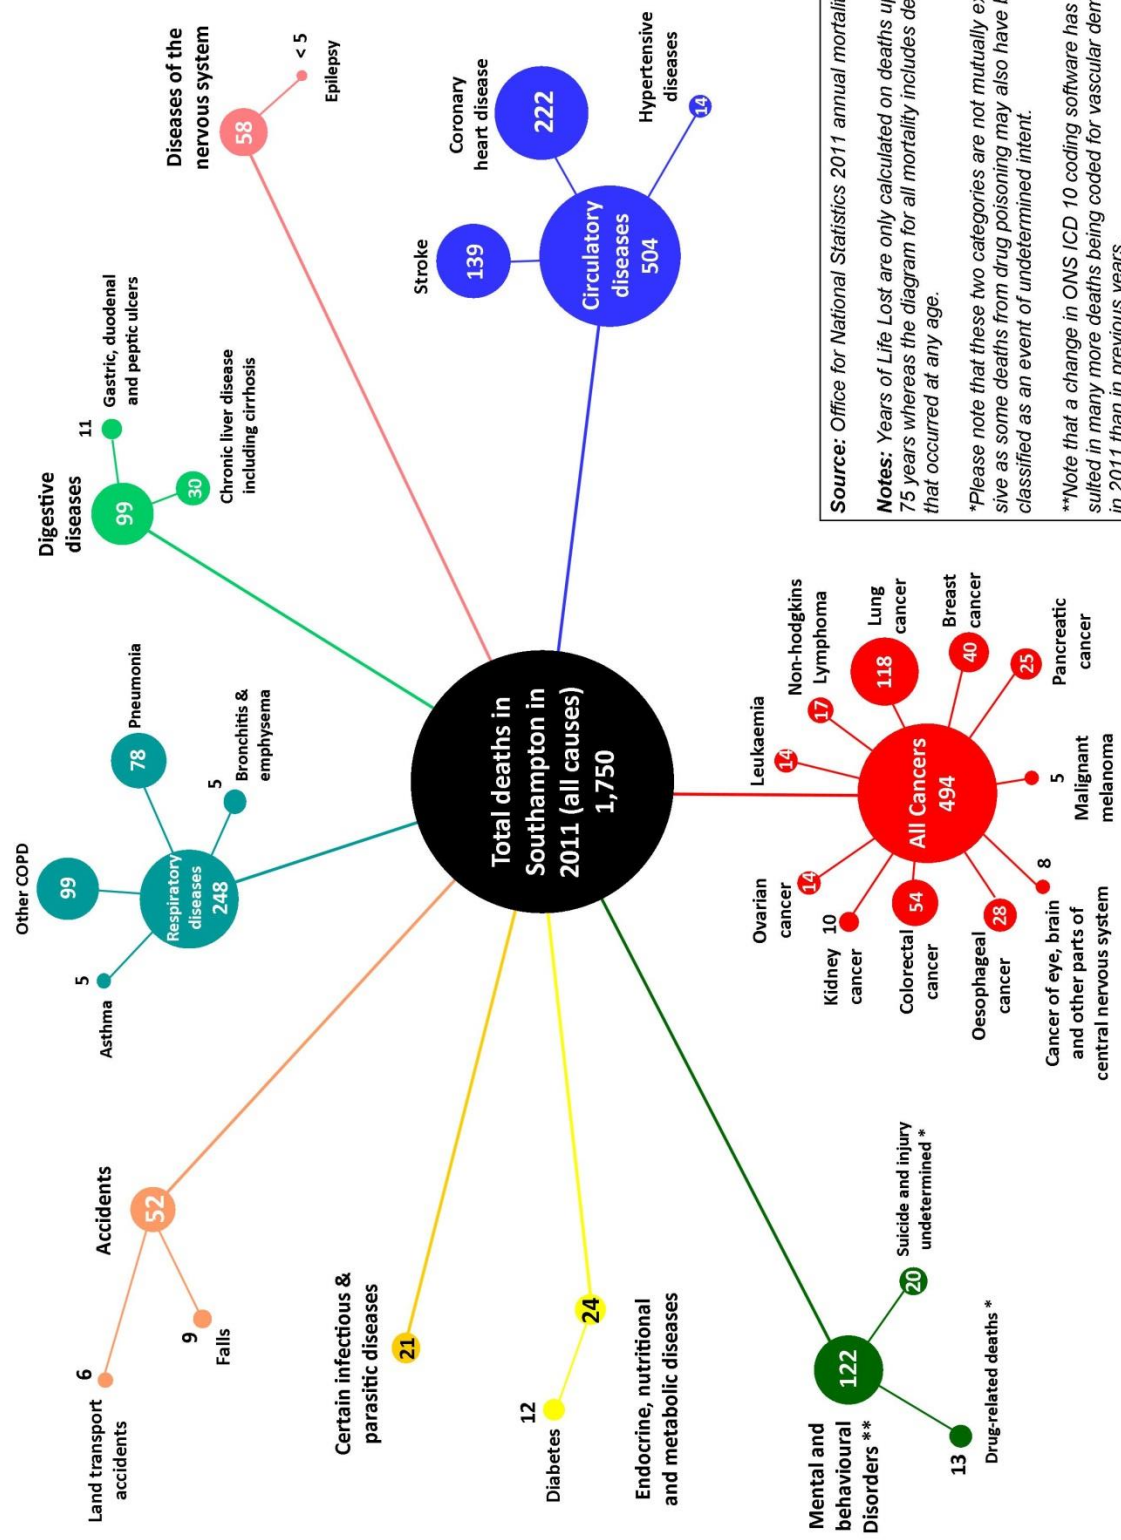 Land transport
accidents
6
9
Falls
Accidents
52
Asthma
5
Other COPD
99
Respiratory
diseases
248
Pneumonia
78
5
Bronchitis &
emphysema
Digestive
diseases
99
11
Gastric, duodenal
and peptic ulcers
30
Chronic liver disease
including cirrhosis
Diseases of the
nervous system
58
< 5
Epilepsy
Certain infectious &
parasitic diseases
21
12
Diabetes
24
Endocrine, nutritional
and metabolic diseases
Total deaths in
Southampton in
2011 (all causes)
1,750
Stroke
139
Coronary
heart disease
222
Circulatory
diseases
504
Hypertensive
diseases
14
Mental and
behavioural
Disorders **
122
20
Suicide and injury
undetermined *
13
Drug-related deaths *
Ovarian
cancer
14
Leukaemia
14
Non-hodgkins
Lymphoma
17
Kidney
cancer
10
Lung
cancer
118
Colorectal
cancer
54
All Cancers
494
Breast
cancer
40
Oesophageal
cancer
28
Pancreatic
cancer
25
Cancer of eye, brain
and other parts of
central nervous system
8
5
Malignant
melanoma
Source: Office for National Statistics 2011 annual mortality
Notes: Years of Life Lost are only calculated on deaths up
75 years whereas the diagram for all mortality includes de
that occurred at any age.
*Please note that these two categories are not mutually ex
sive as some deaths from drug poisoning may also have b
classified as an event of undetermined intent.
**Note that a change in ONS ICD 10 coding software has
sulted in many more deaths being coded for vascular dem
in 2011 than in previous years